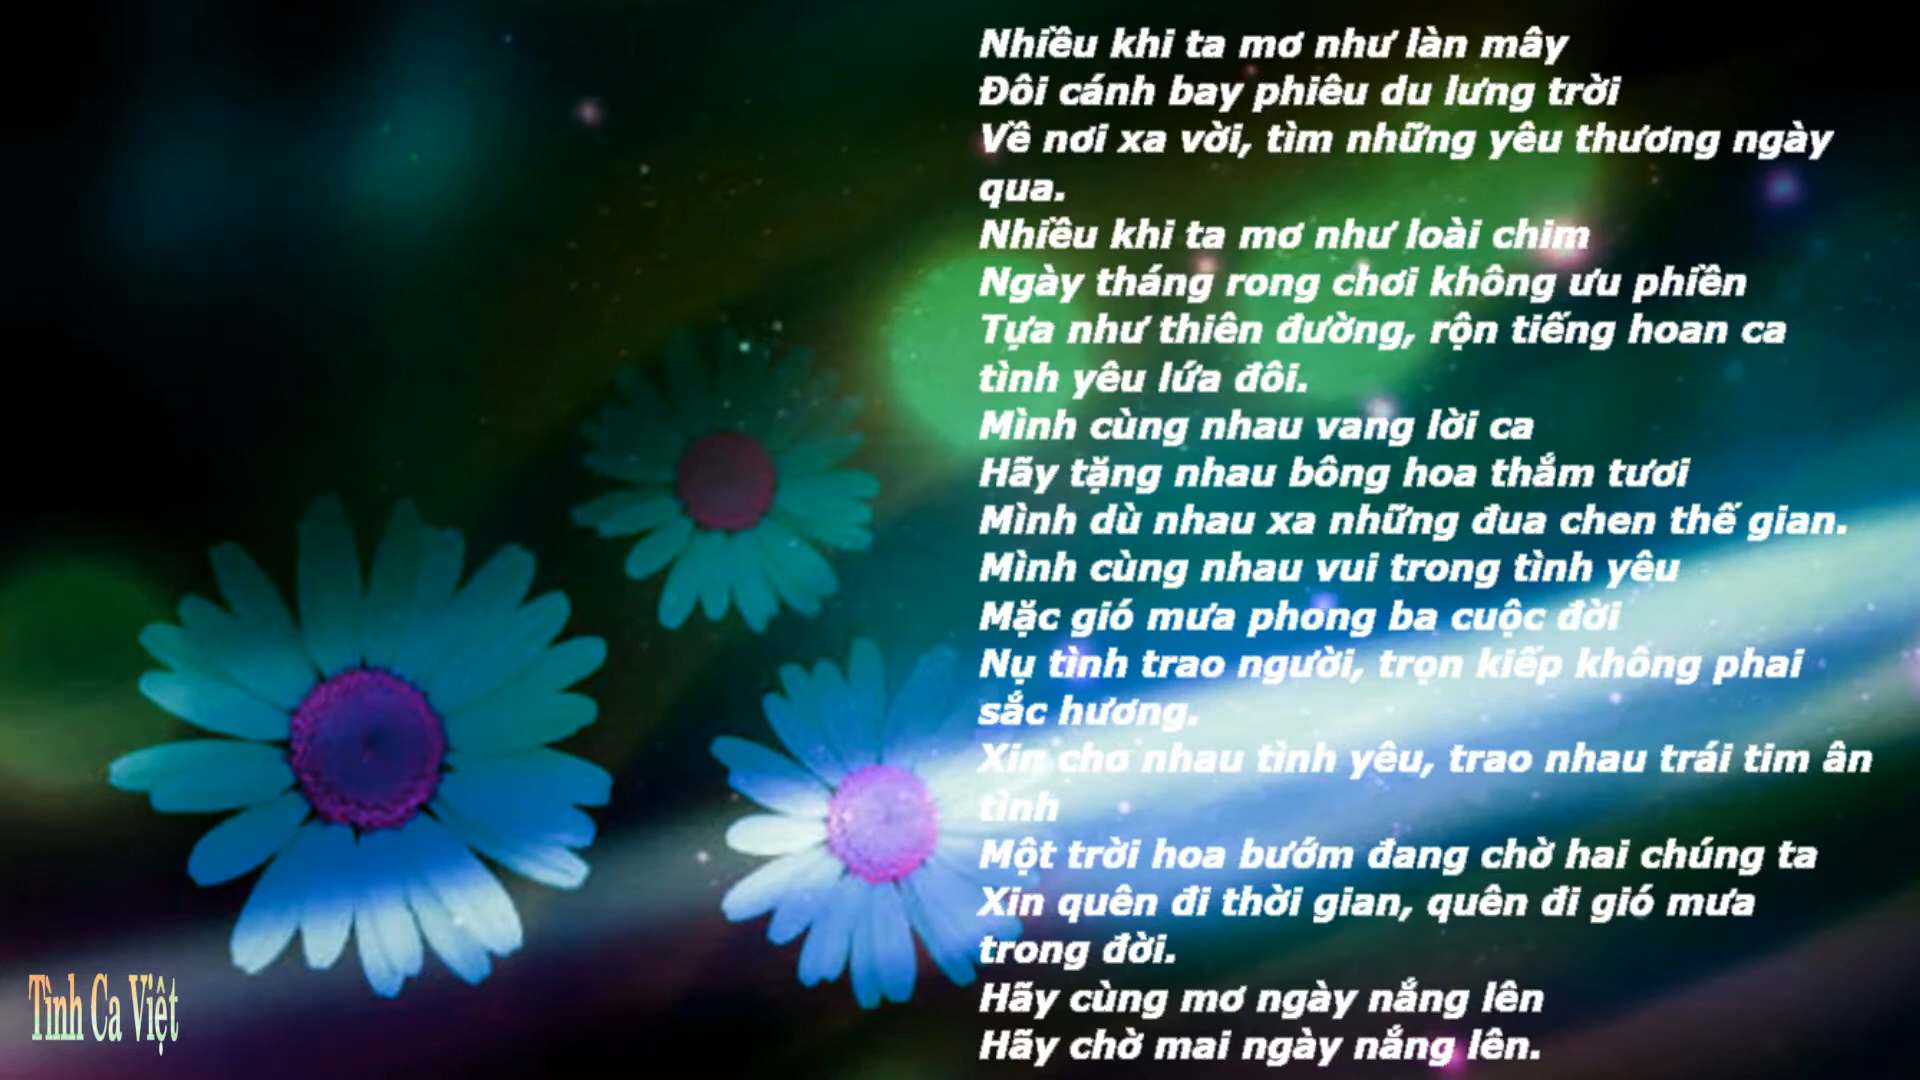 Nhiều khi ta mơ như làn mây
Đôi cánh bay phiêu du lưng trời
Về nơi xa vời, tìm những yêu thương ngày
qua.
Nhiều khi ta mơ như loài chim
Ngày tháng rong chơi không ưu phiền
Tựa như thiên đường, rộn tiếng hoan ca
tình yêu lứa đôi.
Mình cùng nhau vang lời ca
Hãy tặng nhau bông hoa thắm tươi
Mình dù nhau xa những đua chen thế gian.
Mình cùng nhau vui trong tình yêu
Mặc gió mưa phong ba cuộc đời
Nụ tình trao người, trọn kiếp không phai
sắc hương.
Xin cho nhau tình yêu, trao nhau trái tim ân
tình
Một trời hoa bướm đang chờ hai chúng ta
Xin quên đi thời gian, quên đi gió mưa
trong đời.
Hãy cùng mơ ngày nắng lên
Hãy chờ mai ngày nắng lên.
Tình Ca Việt